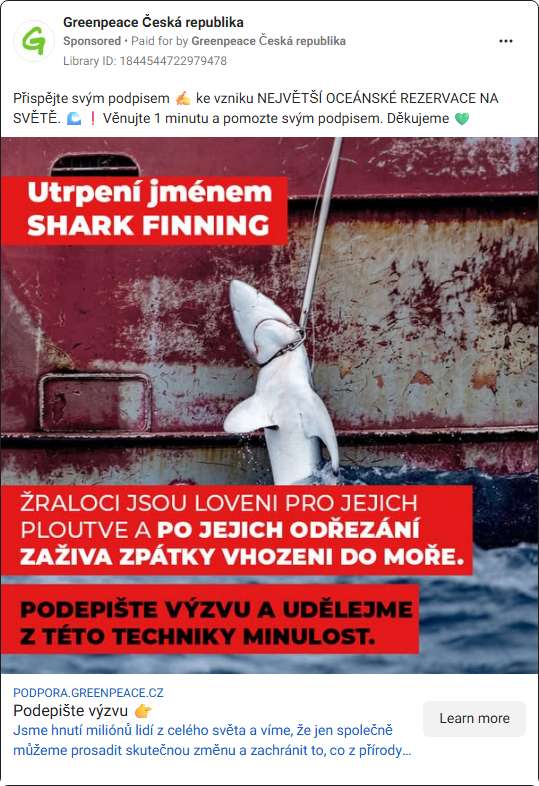 Greenpeace Česká republika
Sponsored • Paid for by Greenpeace Česká republika
Library ID: 1844544722979478
Přispějte svým podpisem ✍️ ke vzniku NEJVĚTŠÍ OCEÁNSKÉ REZERVACE NA
SVĚTĚ. 🌊❗ Věnujte 1 minutu a pomozte svým podpisem. Děkujeme 💚
Utrpení jménem
SHARK FINNING
ŽRALOCI JSOU LOVENI PRO JEJICH
PLOUTVE A PO JEJICH ODŘEZÁNÍ
ZAŽIVA ZPÁTKY VHOZENI DO MOŘE.
PODEPIŠTE VÝZVU A UDĚLEJME
Z TÉTO TECHNIKY MINULOST.
PODPORA.GREENPEACE.CZ
Podepište výzvu 👉
Jsme hnutí miliónů lidí z celého světa a víme, že jen společně
můžeme prosadit skutečnou změnu a zachránit to, co z přírody...
Learn more